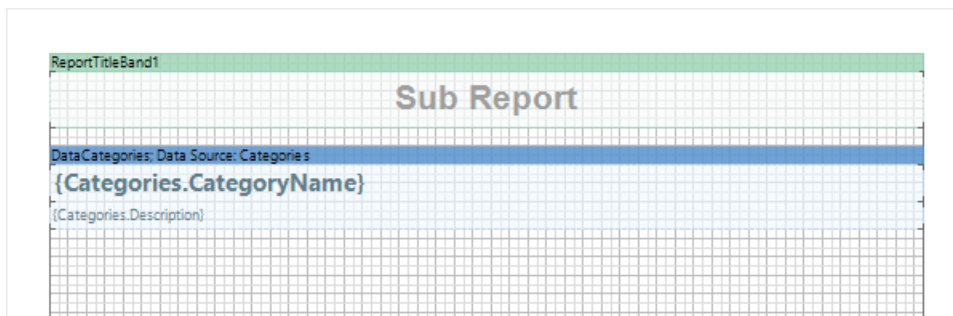 ReportTitleBand1
Sub Report
DataCategories; Data Source: Categories
{Categories.CategoryName}
{Categories.Description}